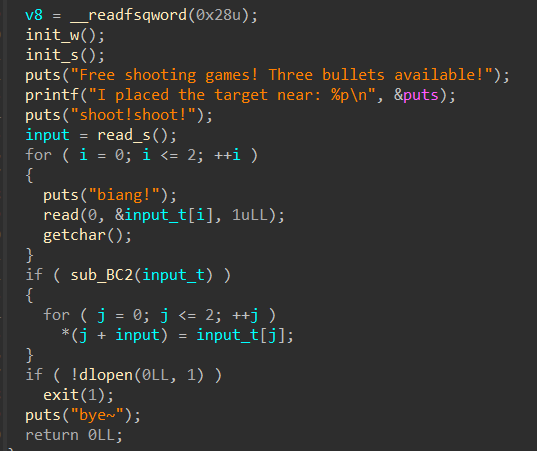 v8 = __readfsqword(0x28u);
init_w();
init_s();
puts("Free shooting games! Three bullets available!");
printf("I placed the target near: %p\n", &puts);
puts("shoot!shoot!");
input = read_s();
for ( i = 0; i <= 2; ++i )
{
puts("biang!");
read(0, &input_t[i], 1uLL);
getchar();
}
if ( sub_BC2(input_t) )
{
for ( j = 0; j <= 2; ++j )
*(j + input) = input_t[j];
}
if ( !dlopen(0LL, 1) )
exit(1);
puts("bye~");
return 0LL;